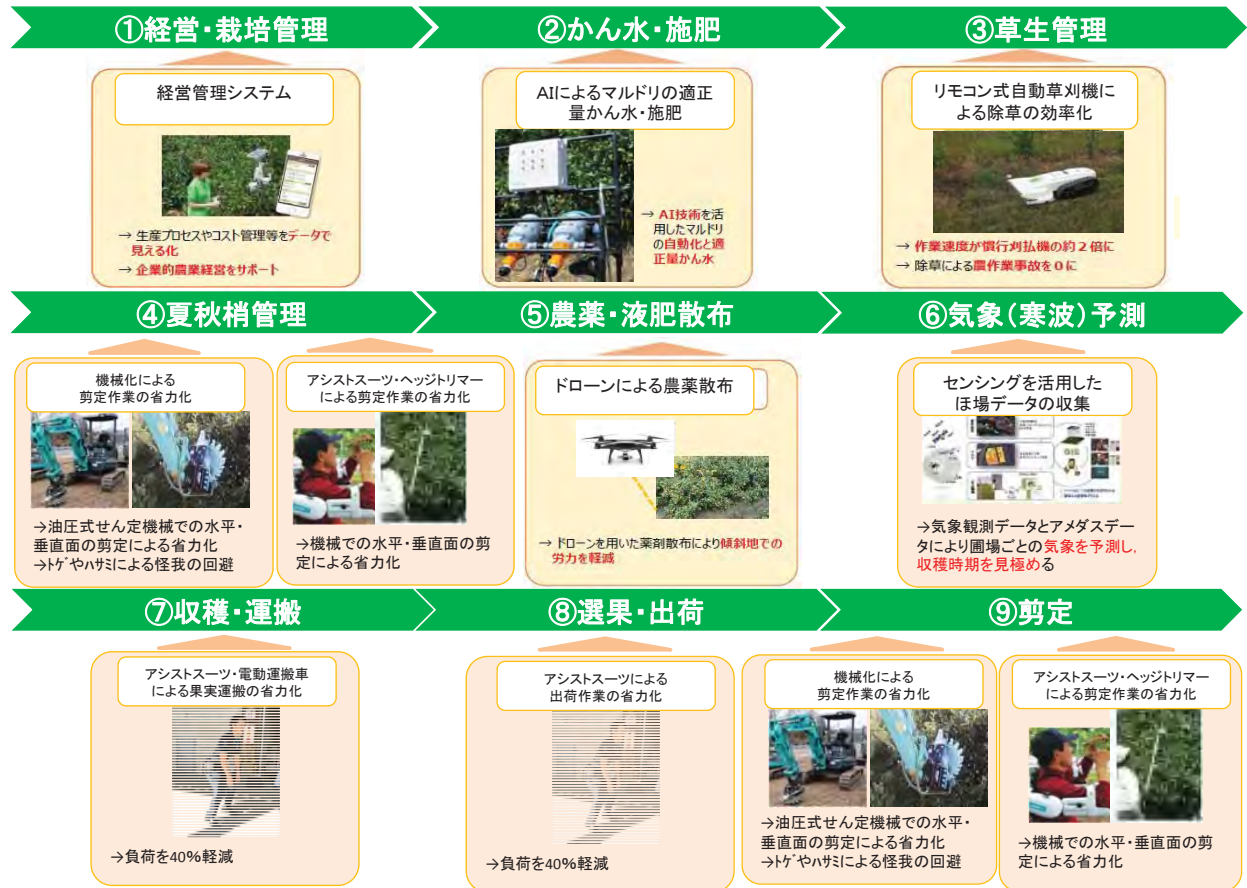 ①経営・栽培管理
②かん水・施肥
③草生管理
経営管理システム
→ 生産プロセスやコスト管理等をデータで
見える化
→ 企業的農業経営をサポート
AIによるマルドリの適正
量かん水・施肥
→ AI技術を活
用したマルドリ
の自動化と適
正量かん水
リモコン式自動草刈機に
よる除草の効率化
→ 作業速度が慣行刈払機の約2倍に
→ 除草による農作業事故を0に
④夏秋梢管理
⑤農薬・液肥散布
⑥気象(寒波)予測
機械化による
剪定作業の省力化
→油圧式せん定機械での水平・
垂直面の剪定による省力化
→ﾄｹﾞやﾊｻﾐによる怪我の回避
アシストスーツ・ヘッジトリマー
による剪定作業の省力化
→機械での水平・垂直面の剪
定による省力化
ドローンによる農薬散布
→ ドローンを用いた薬剤散布により傾斜地での
労力を軽減
センシングを活用した
ほ場データの収集
→気象観測データとアメダスデー
タにより圃場ごとの気象を予測し,
収穫時期を見極める
⑦収穫・運搬
⑧選果・出荷
⑨剪定
アシストスーツ・電動運搬車
による果実運搬の省力化
→負荷を40%軽減
アシストスーツによる
出荷作業の省力化
→負荷を40%軽減
機械化による
剪定作業の省力化
→油圧式せん定機械での水平・
垂直面の剪定による省力化
→ﾄｹﾞやﾊｻﾐによる怪我の回避
アシストスーツ・ヘッジトリマー
による剪定作業の省力化
→機械での水平・垂直面の剪
定による省力化